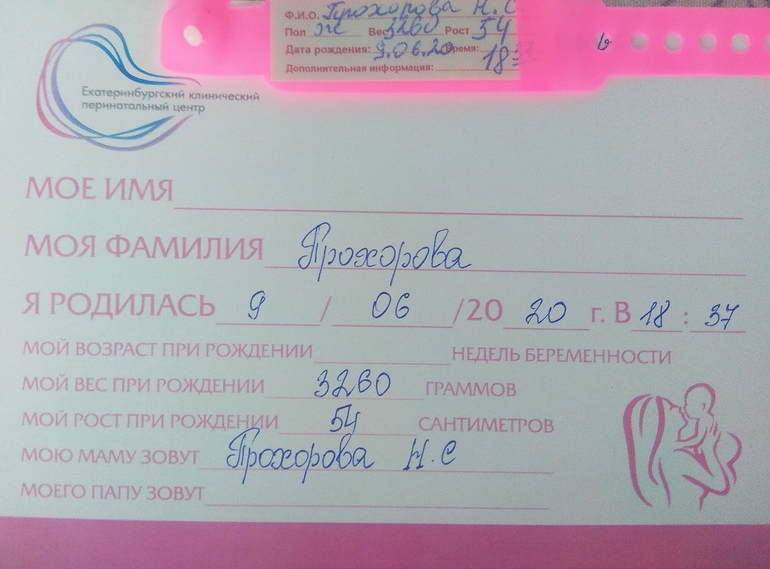 Ф.И.О. Прохорова Н.С
Пол Ж Вес 3260 Рост 54
Дата рождения: 9.06.20 Время: 18:37
Дополнительная информация:
Екатеринбургский клинический
перинатальный центр
МОЕ ИМЯ
МОЯ ФАМИЛИЯ Прохорова
Я РОДИЛАСЬ 9 / 06 /20 20 г. В 18 : 37
МОЙ ВОЗРАСТ ПРИ РОЖДЕНИИ НЕДЕЛЬ БЕРЕМЕННОСТИ
МОЙ ВЕС ПРИ РОЖДЕНИИ 3260 ГРАММОВ
МОЙ РОСТ ПРИ РОЖДЕНИИ 54 САНТИМЕТРОВ
МОЮ МАМУ ЗОВУТ Прохорова Н.С
МОЕГО ПАПУ ЗОВУТ